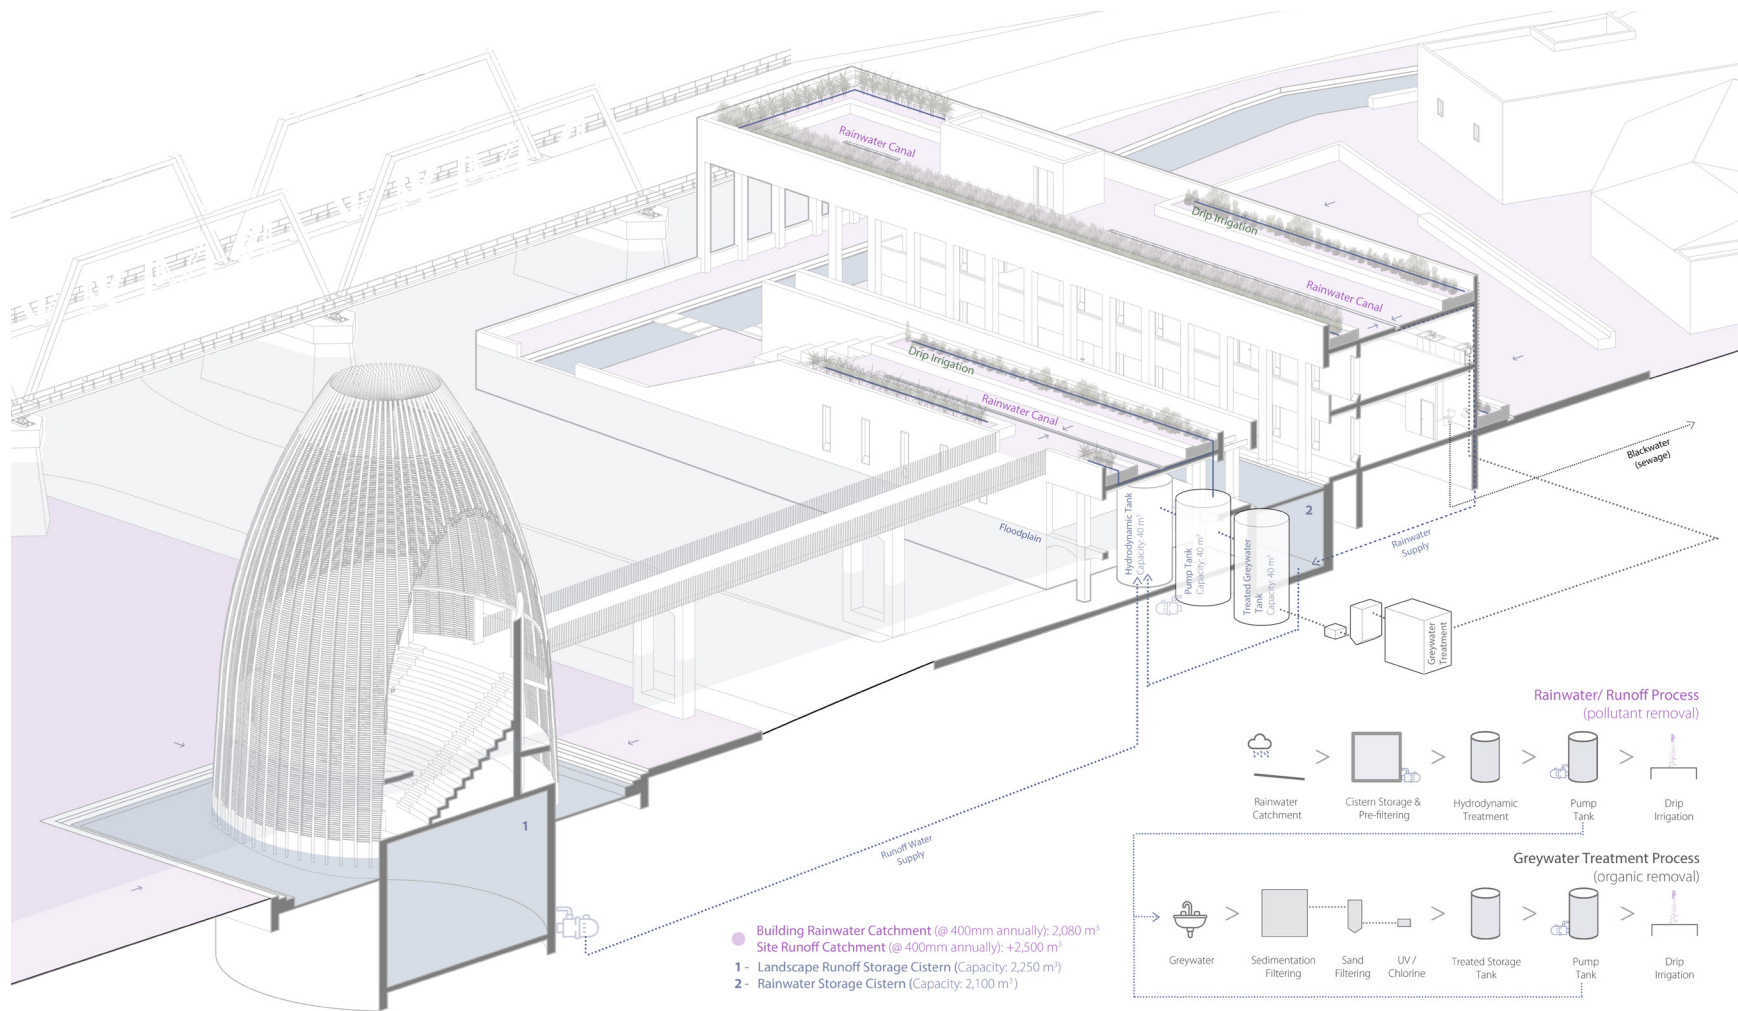 Rainwater Canal
Drip Irrigation
Rainwater Canal
Drip Irrigation
Rainwater Canal
Blackwater
(sewage)
Floodplain
Hydrodynamic Tank
Capacity: 40 m³
Pump Tank
Capacity: 40 m³
Treated Greywater
Tank
Capacity: 40 m³
2
Rainwater
Supply
Greywater
Treatment
1
Runoff Water
Supply
Rainwater/ Runoff Process
(pollutant removal)
> > > >
Rainwater
Catchment
Cistern Storage &
Pre-filtering
Hydrodynamic
Treatment
Pump
Tank
Drip
Irrigation
Greywater Treatment Process
(organic removal)
> > > >
Greywater
Sedimentation
Filtering
Sand
Filtering
UV /
Chlorine
Treated Storage
Tank
Pump
Tank
Drip
Irrigation
Building Rainwater Catchment (@ 400mm annually): 2,080 m³
Site Runoff Catchment (@ 400mm annually): +2,500 m³
1 - Landscape Runoff Storage Cistern (Capacity: 2,250 m³)
2 - Rainwater Storage Cistern (Capacity: 2,100 m³)